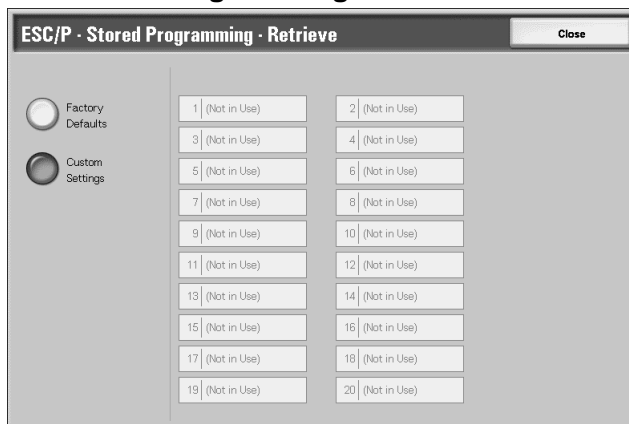 ESC/P - Stored Programming - Retrieve
Close
Factory
Defaults
Custom
Settings
1 (Not in Use)
2 (Not in Use)
3 (Not in Use)
4 (Not in Use)
5 (Not in Use)
6 (Not in Use)
7 (Not in Use)
8 (Not in Use)
9 (Not in Use)
10 (Not in Use)
11 (Not in Use)
12 (Not in Use)
13 (Not in Use)
14 (Not in Use)
15 (Not in Use)
16 (Not in Use)
17 (Not in Use)
18 (Not in Use)
19 (Not in Use)
20 (Not in Use)